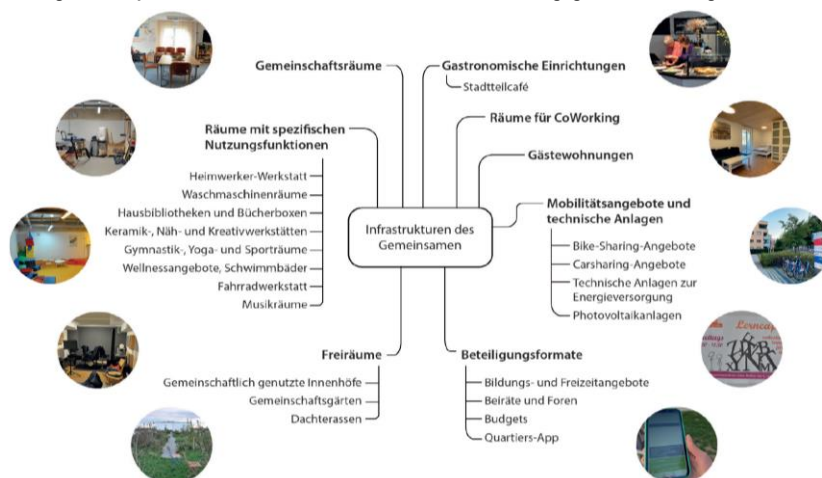 Gemeinschaftsräume
Räume mit spezifischen
Nutzungsfunktionen
Heimwerker-Werkstatt
Waschmaschinenräume
Hausbibliotheken und Bücherboxen
Keramik-, Näh- und Kreativwerkstätten
Gymnastik-, Yoga- und Sporträume
Wellnessangebote, Schwimmbäder
Fahrradwerkstatt
Musikräume
Freiräume
Gemeinschaftlich genutzte Innenhöfe
Gemeinschaftsgärten
Dachterassen
Infrastrukturen des
Gemeinsamen
Gastronomische Einrichtungen
Stadtteilcafé
Räume für CoWorking
Gästewohnungen
Mobilitätsangebote und
technische Anlagen
Bike-Sharing-Angebote
Carsharing-Angebote
Technische Anlagen zur
Energieversorgung
Photovoltaikanlagen
Beteiligungsformate
Bildungs- und Freizeitangebote
Beiräte und Foren
Budgets
Quartiers-App